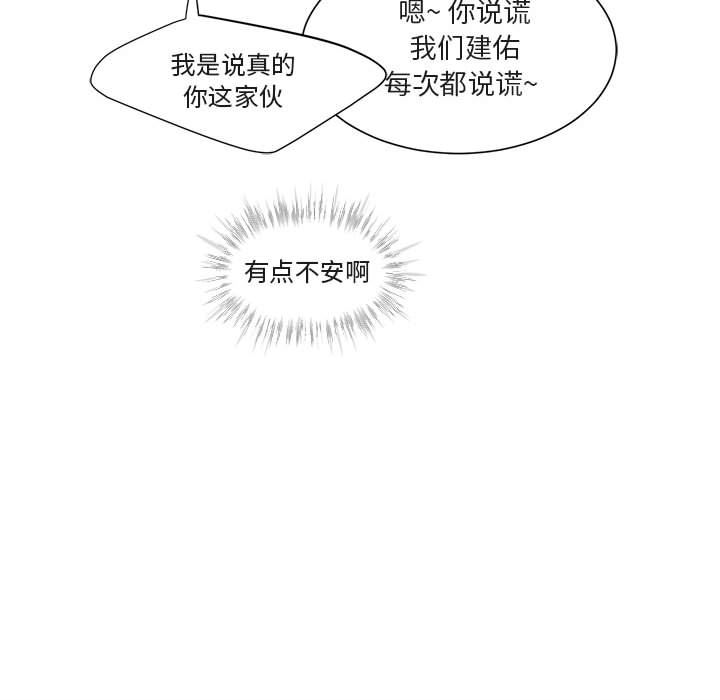 嗯~ 你说谎
我们建佑
每次都说谎~
我是说真的
你这家伙
有点不安啊